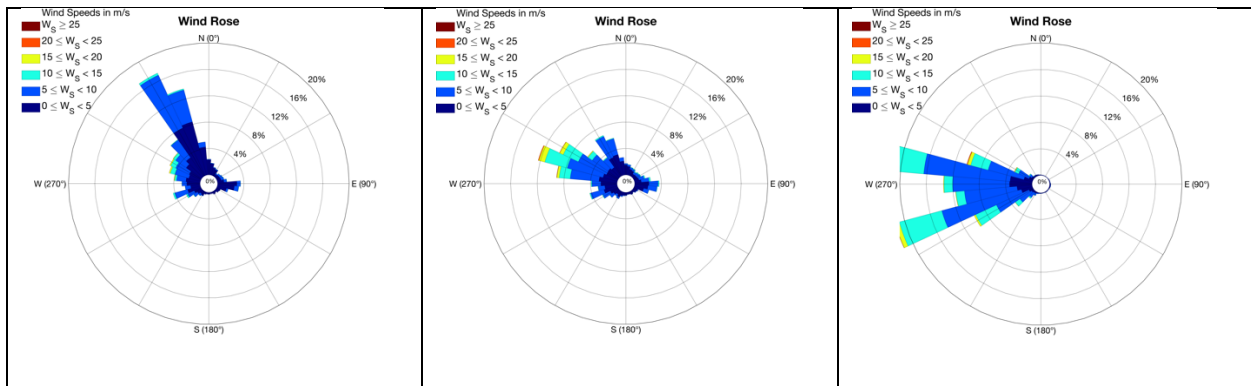 Wind Speeds in m/s
W_S ≥ 25
20 ≤ W_S < 25
15 ≤ W_S < 20
10 ≤ W_S < 15
5 ≤ W_S < 10
0 ≤ W_S < 5
Wind Rose
N (0°)
20%
16%
12%
8%
4%
0%
W (270°)
E (90°)
S (180°)
Wind Speeds in m/s
W_S ≥ 25
20 ≤ W_S < 25
15 ≤ W_S < 20
10 ≤ W_S < 15
5 ≤ W_S < 10
0 ≤ W_S < 5
Wind Rose
N (0°)
20%
16%
12%
8%
4%
0%
W (270°)
E (90°)
S (180°)
Wind Speeds in m/s
W_S ≥ 25
20 ≤ W_S < 25
15 ≤ W_S < 20
10 ≤ W_S < 15
5 ≤ W_S < 10
0 ≤ W_S < 5
Wind Rose
N (0°)
20%
16%
12%
8%
4%
0%
W (270°)
E (90°)
S (180°)